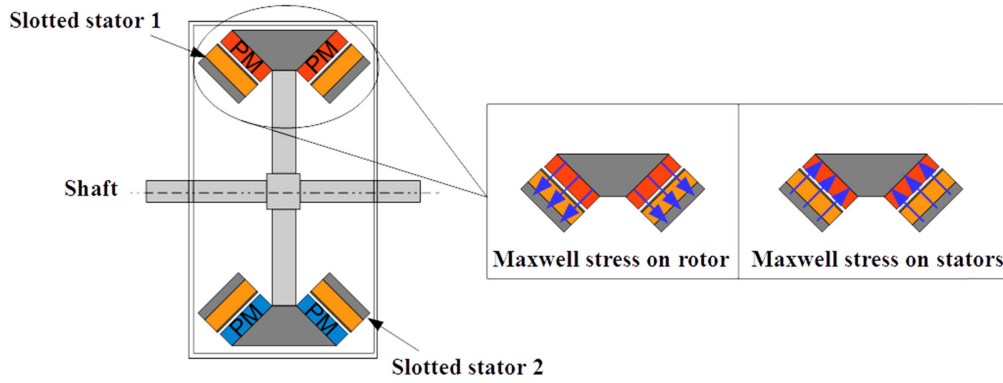 Slotted stator 1
PM PM
Shaft
Maxwell stress on rotor
Maxwell stress on stators
PM PM
Slotted stator 2